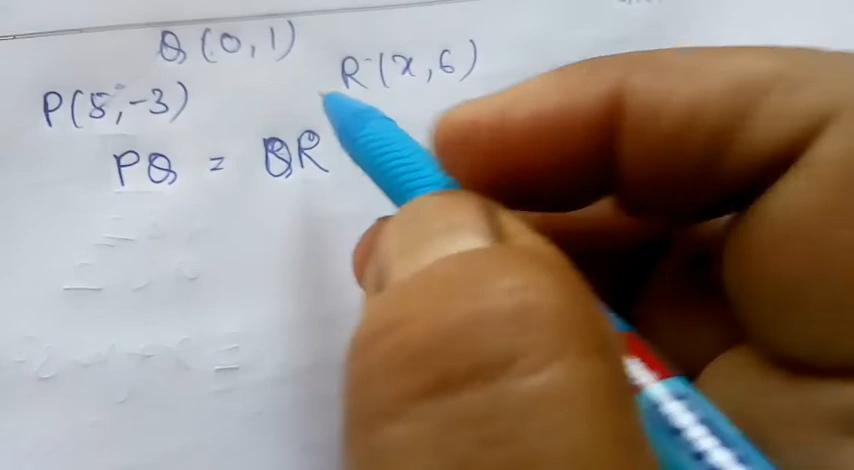 Q(0,1)
R(x,6)
P(5,-3)
PQ = QR